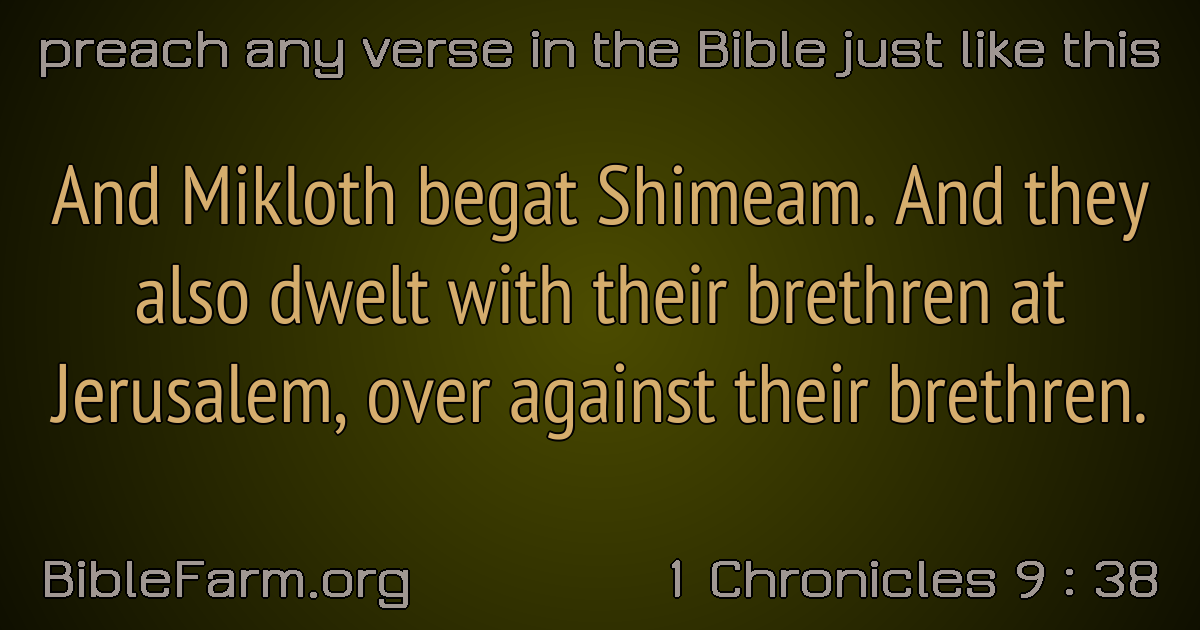 preach any verse in the Bible just like this
And Mikloth begat Shimeam. And they
also dwelt with their brethren at
Jerusalem, over against their brethren.
BibleFarm.org
1 Chronicles 9 : 38